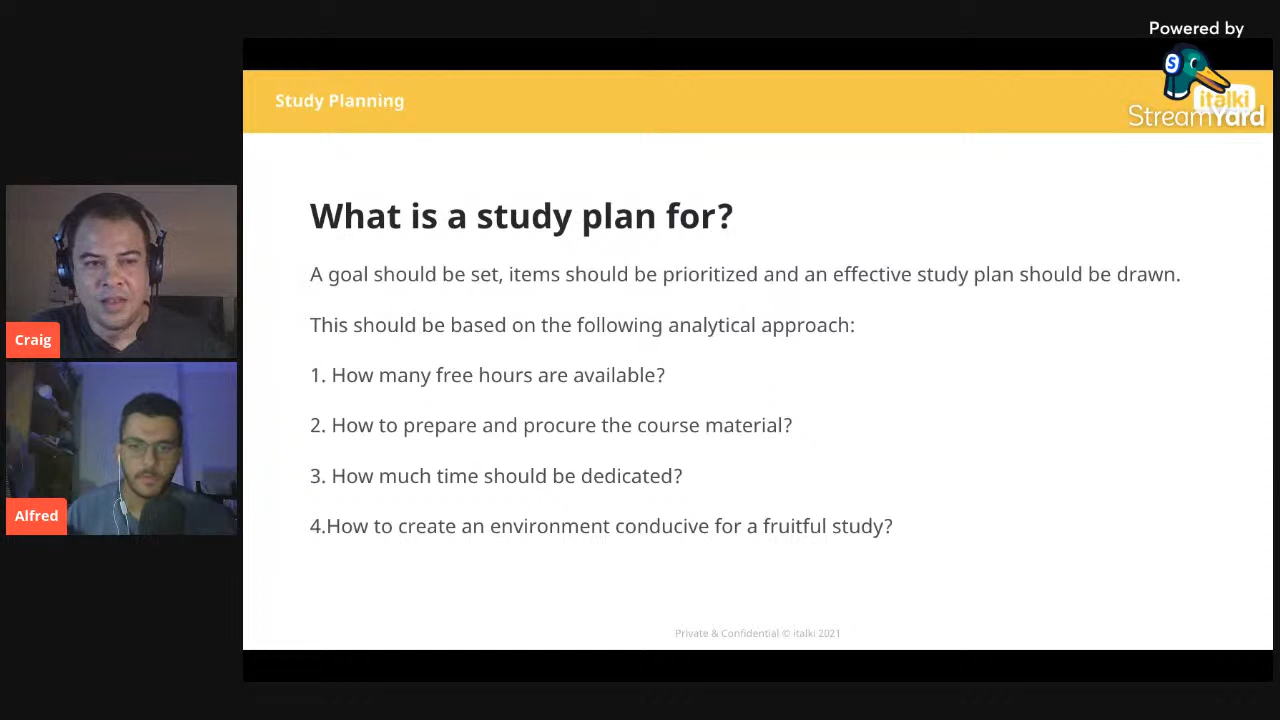 Powered by
S
StreamYard
italki
Study Planning
What is a study plan for?
A goal should be set, items should be prioritized and an effective study plan should be drawn.
This should be based on the following analytical approach:
1. How many free hours are available?
2. How to prepare and procure the course material?
3. How much time should be dedicated?
4.How to create an environment conducive for a fruitful study?
Private & Confidential © italki 2021
Craig
Alfred